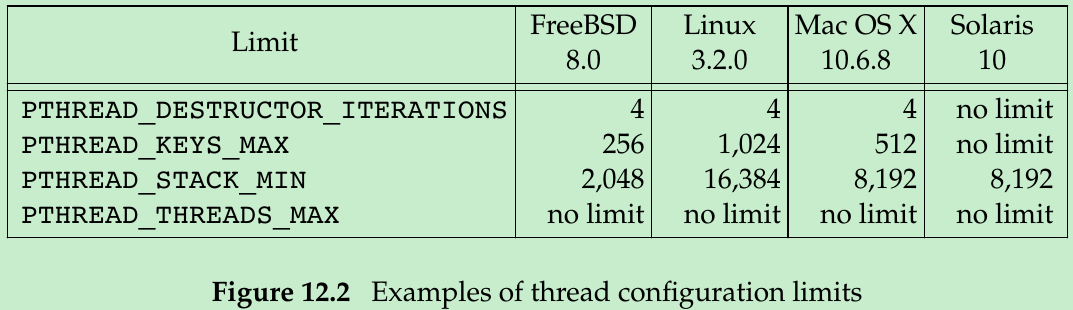 Limit FreeBSD 8.0 Linux 3.2.0 Mac OS X 10.6.8 Solaris 10
PTHREAD_DESTRUCTOR_ITERATIONS 4 4 4 no limit
PTHREAD_KEYS_MAX 256 1,024 512 no limit
PTHREAD_STACK_MIN 2,048 16,384 8,192 8,192
PTHREAD_THREADS_MAX no limit no limit no limit no limit
Figure 12.2 Examples of thread configuration limits